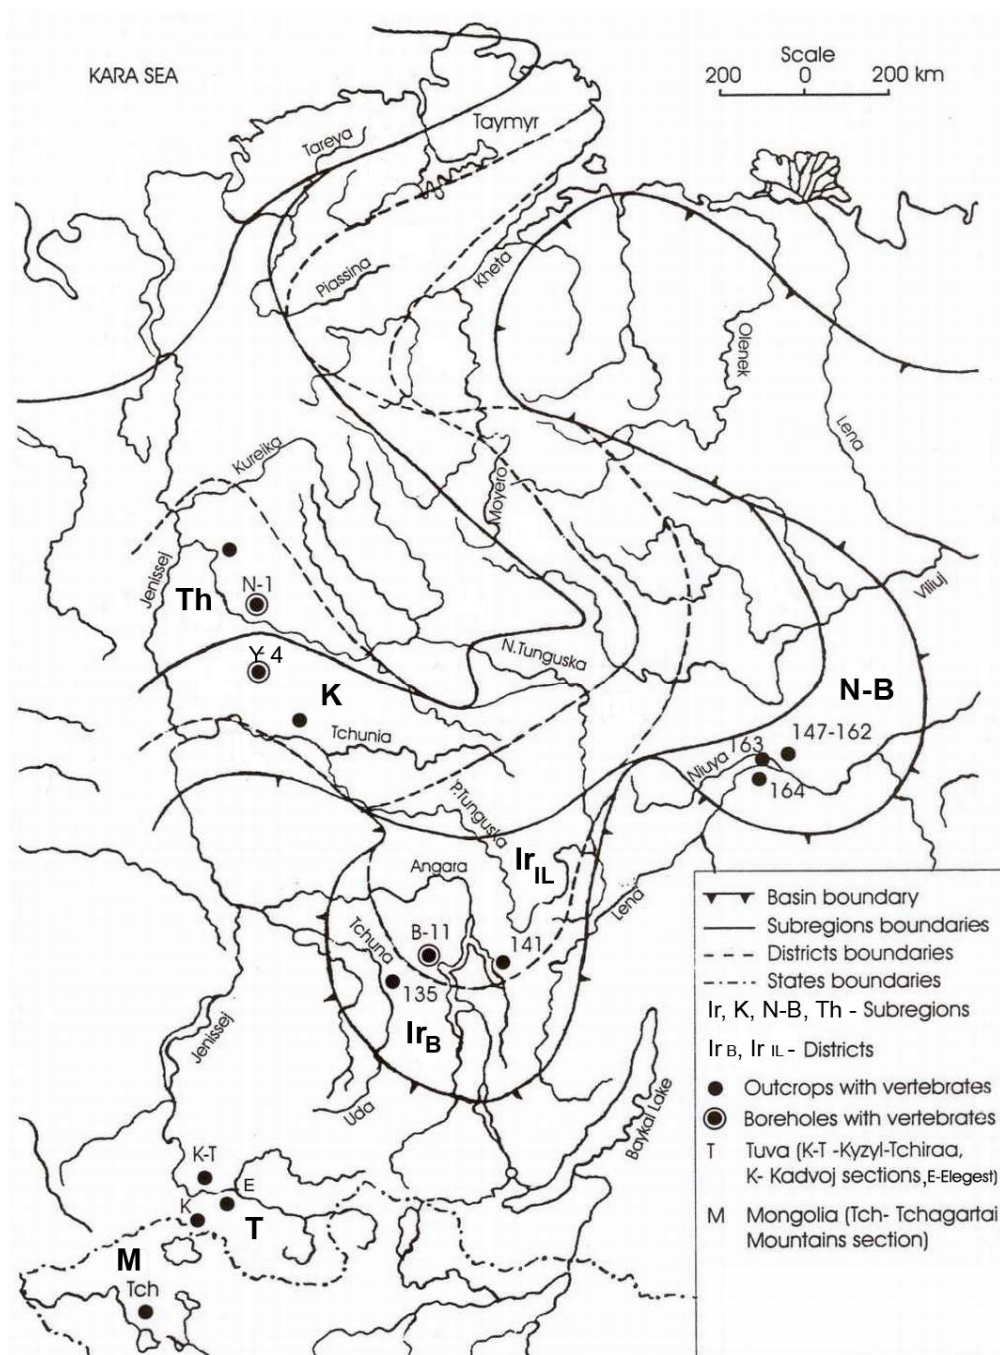 KARA SEA
Scale
200 0 200 km
Taymyr
Tareya
Piassina
Kheta
Olenek
Lena
Kureika
Moyero
Jenissej
Th
N-1
Viliuj
Y-4
N.Tunguska
K
N-B
Tchunia
147-162
163
Niuya
164
P.Tunguska
Ir IL
Angara
Lena
Tchuna
B-11
141
135
Ir B
Jenissej
Uda
Baykal Lake
K-T
E
K
T
M
Tch
Basin boundary
Subregions boundaries
Districts boundaries
States boundaries
Ir, K, N-B, Th - Subregions
Ir B, Ir IL - Districts
Outcrops with vertebrates
Boreholes with vertebrates
T Tuva (K-T -Kyzyl-Tchiraa,
K- Kadvoj sections,E-Elegest)
M Mongolia (Tch- Tchagartai
Mountains section)